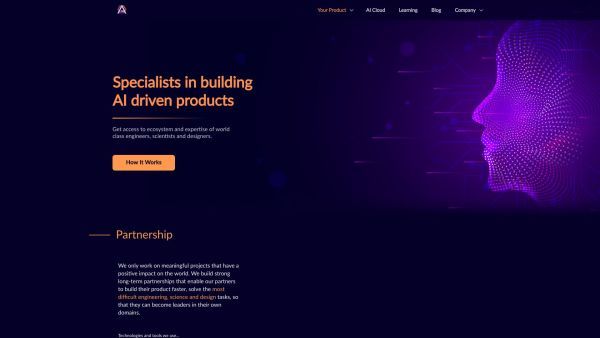 Your Product AI Cloud Learning Blog Company
Specialists in building
AI driven products
Get access to ecosystem and expertise of world
class engineers, scientists and designers.
How It Works
Partnership
We only work on meaningful projects that have a
positive impact on the world. We build strong
long-term partnerships that enable our partners
to build their product faster, solve the most
difficult engineering, science and design tasks, so
that they can become leaders in their own
domains.
Technologies and tools we use...